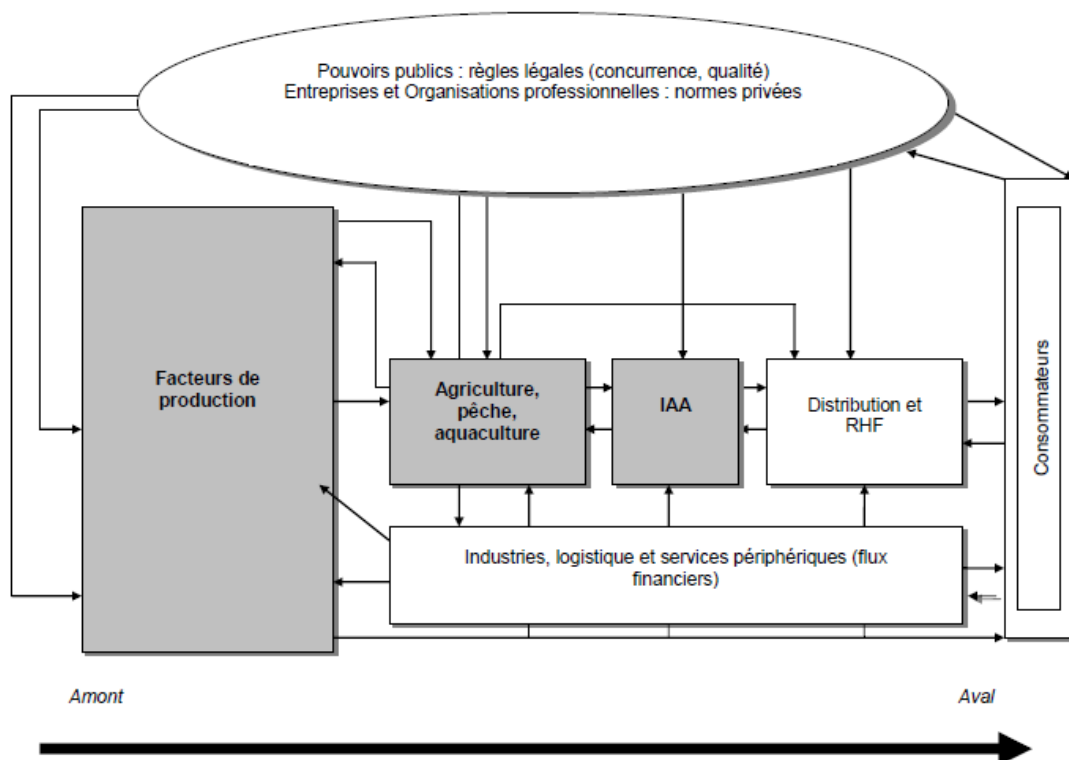 Pouvoirs publics : règles légales (concurrence, qualité)
Entreprises et Organisations professionnelles : normes privées
Facteurs de
production
Agriculture,
pêche,
aquaculture
IAA
Distribution et
RHF
Consommateurs
Industries, logistique et services périphériques (flux
financiers)
Amont
Aval